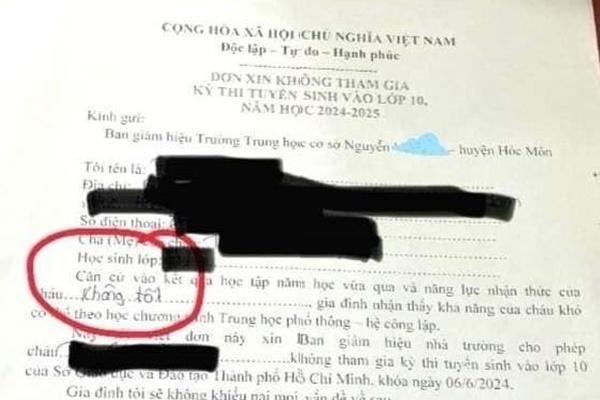 CỘNG HÒA XÃ HỘI CHỦ NGHĨA VIỆT NAM
Độc lập – Tự do – Hạnh phúc
ĐƠN XIN KHÔNG THAM GIA
KỲ THI TUYỂN SINH VÀO LỚP 10,
NĂM HỌC 2024-2025
Kính gửi:
Ban giám hiệu Trường Trung học cơ sở Nguyễn – huyện Hóc Môn
Tôi tên là:
Địa chỉ:
Số điện thoại:
Cha (Mẹ)
Học sinh lớp:
Căn cứ vào kết quả học tập năm học vừa qua và năng lực nhận thức của
cháu....không tốt.................., gia đình nhận thấy khả năng của cháu khó
có thể theo học chương trình Trung học phổ thông – hệ công lập.
Nay viết đơn này xin Ban giám hiệu nhà trường cho phép
cháu. không tham gia kỳ thi tuyển sinh vào lớp 10
của Sở Giáo dục và Đào tạo Thành phố Hồ Chí Minh, khóa ngày 06/6/2024.
Gia đình tôi sẽ không khiếu nại mọi vấn đề về sau.